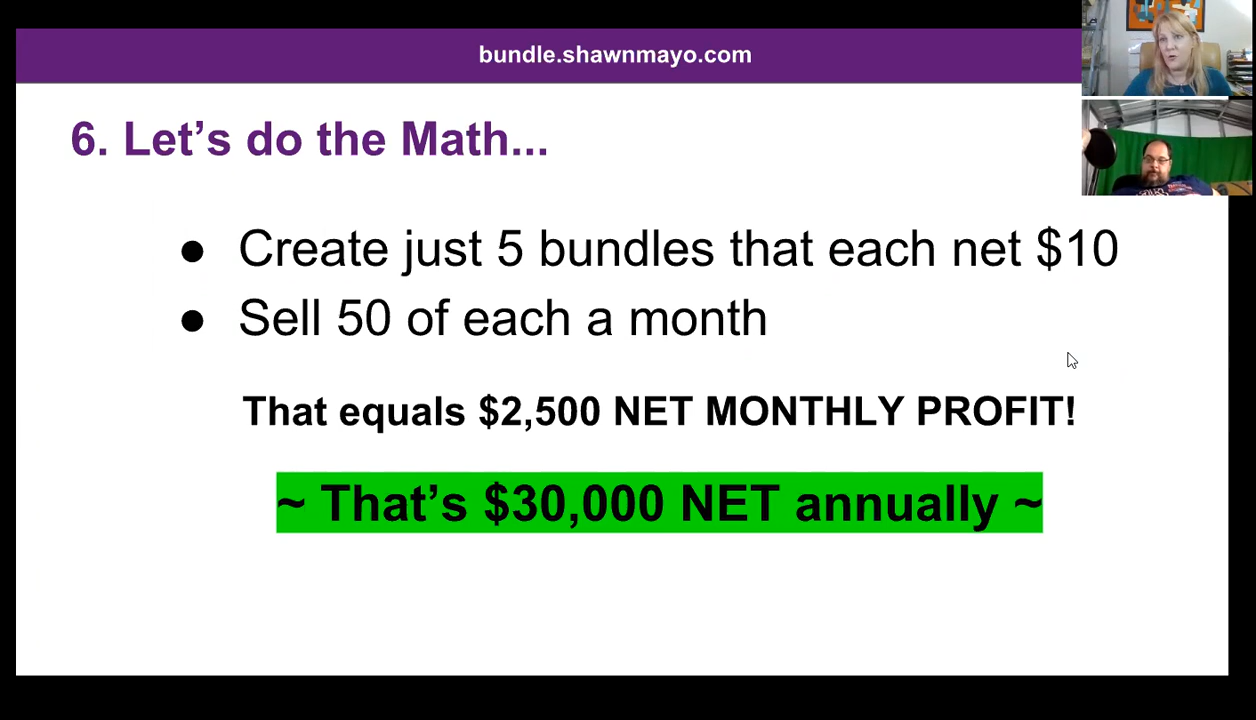 bundle.shawnmayo.com
6. Let's do the Math...
● Create just 5 bundles that each net $10
● Sell 50 of each a month
That equals $2,500 NET MONTHLY PROFIT!
~ That's $30,000 NET annually ~